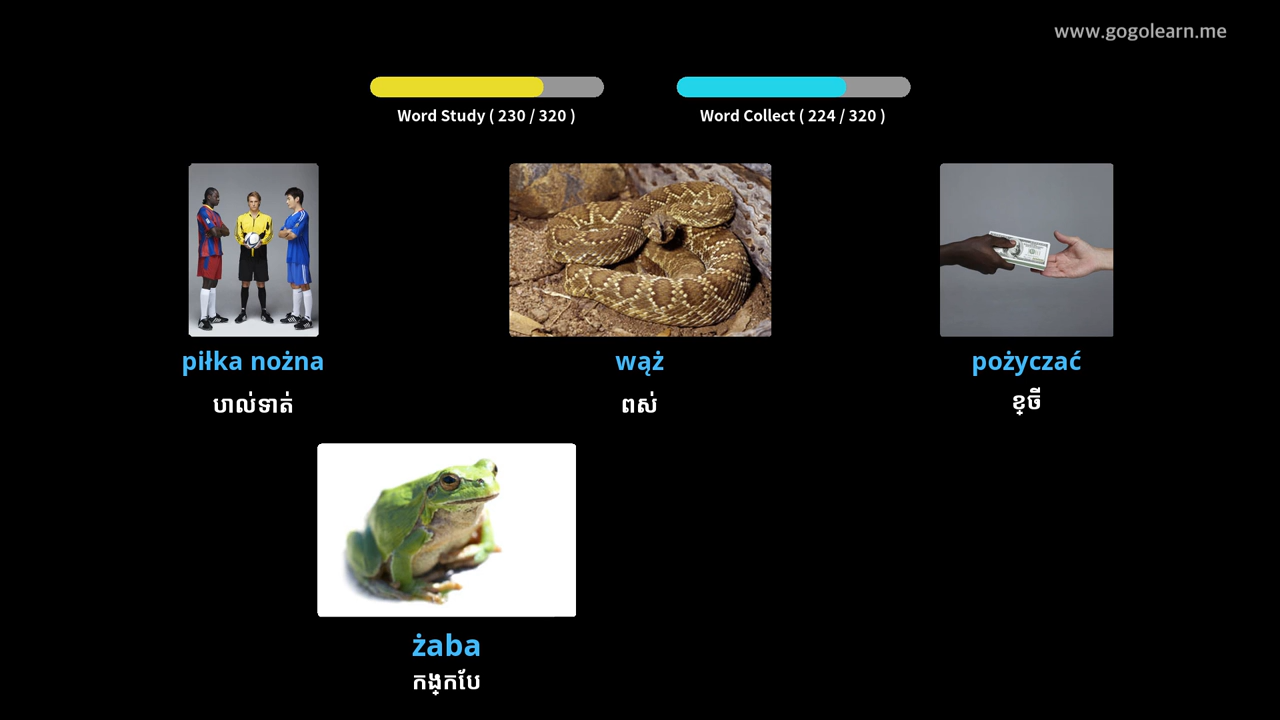 www.gogolearn.me
Word Study ( 230 / 320 )
Word Collect ( 224 / 320 )
piłka nożna
wąż
pożyczać
បាល់ទាត់
ពស់
ខ្ចី
żaba
កង្កែប